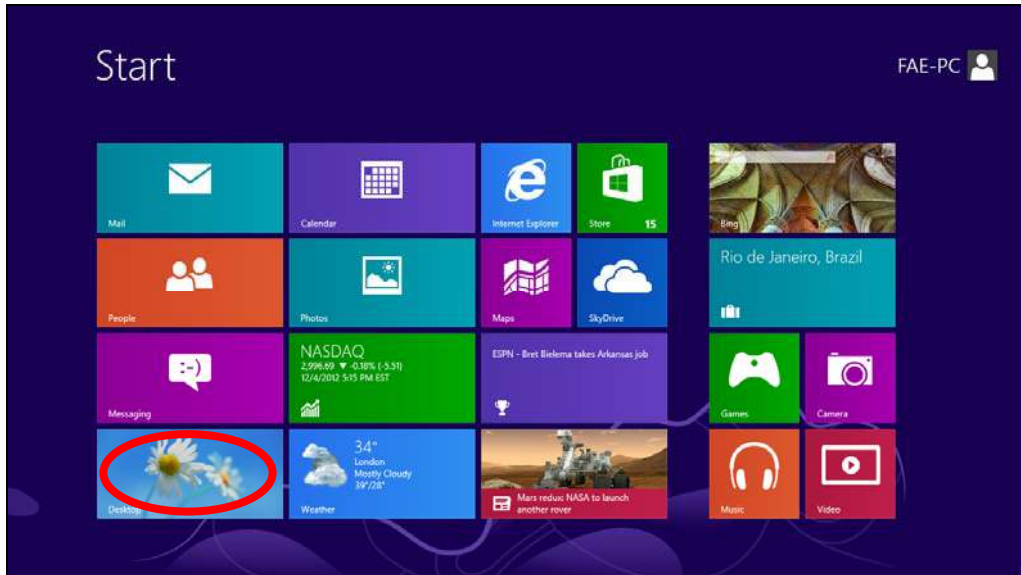 Start
FAE-PC
Mail
Calendar
Internet Explorer
Store
15
Bing
People
Photos
Maps
SkyDrive
Rio de Janeiro, Brazil
Messaging
NASDAQ
2,996.69 ▼ -0.18% (-5.51)
12/4/2012 5:15 PM EST
ESPN - Bret Bielema takes Arkansas job
:-)
Games
Camera
Desktop
34°
London
Mostly Cloudy
39°/28°
Weather
Mars redux: NASA to launch
another rover
Music
Video